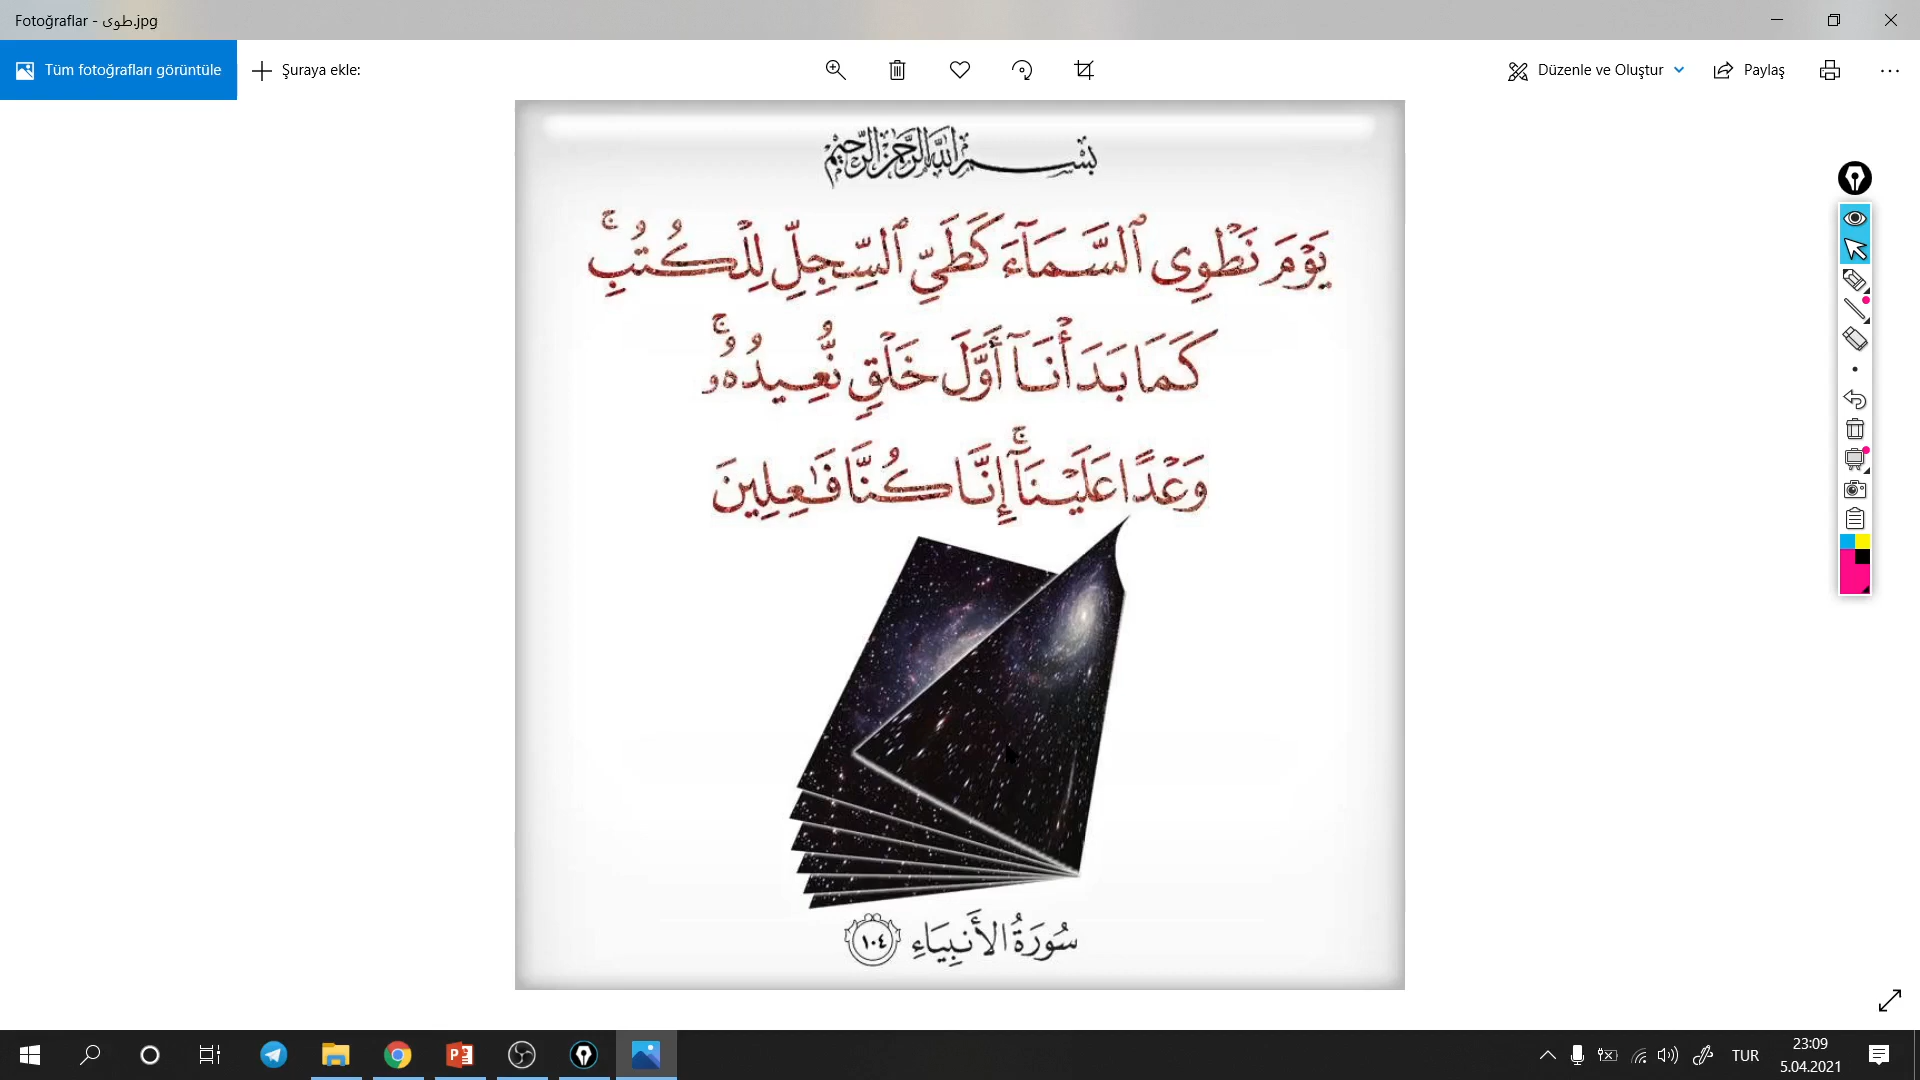 Fotoğraflar - طوى.jpg
Tüm fotoğrafları görüntüle
Şuraya ekle:
Düzenle ve Oluştur
Paylaş
بِسْمِ اللَّهِ الرَّحْمَنِ الرَّحِيمِ
يَوْمَ نَطْوِى ٱلسَّمَآءَ كَطَىِّ ٱلسِّجِلِّ لِلْكُتُبِ ۚ
كَمَا بَدَأْنَآ أَوَّلَ خَلْقٍ نُّعِيدُهُۥ ۚ
وَعْدًا عَلَيْنَآ ۚ إِنَّا كُنَّا فَٰعِلِينَ
سُورَةُ الأَنبِيَاءِ ١٠٤
TUR
23:09
5.04.2021